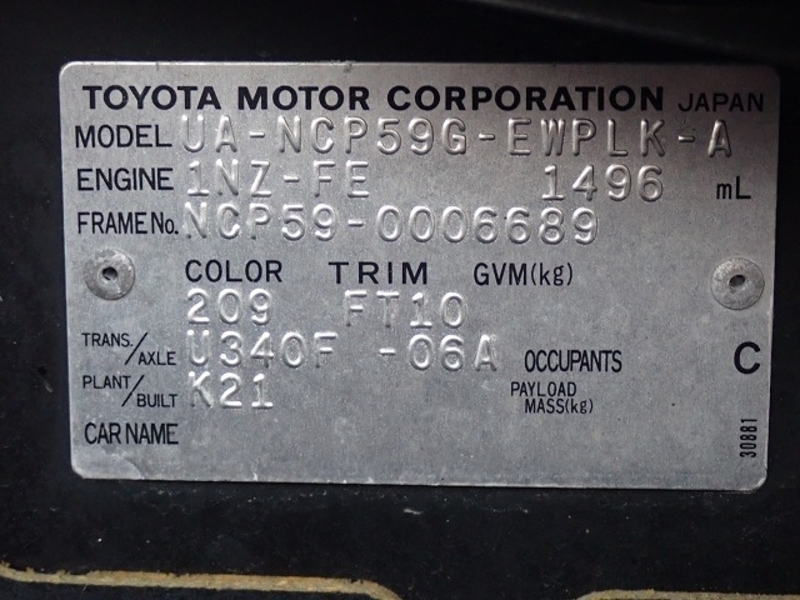 TOYOTA MOTOR CORPORATION JAPAN
MODEL UA-NCP59G-EWPLK-A
ENGINE 1NZ-FE 1496 mL
FRAME No. NCP59-0006689
COLOR TRIM GVM(kg)
209 FT10
TRANS./AXLE U340F -06A OCCUPANTS C
PLANT/BUILT K21 PAYLOAD MASS(kg)
CAR NAME
30881